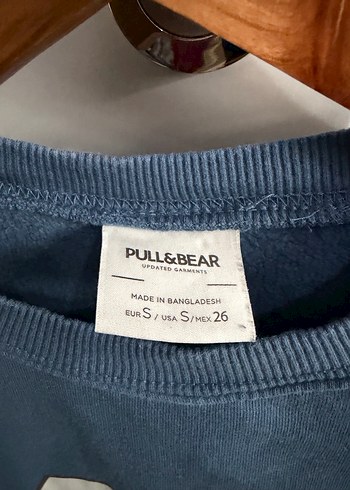 PULL&BEAR
UPDATED GARMENTS
MADE IN BANGLADESH
EUR S / USA S / MEX 26